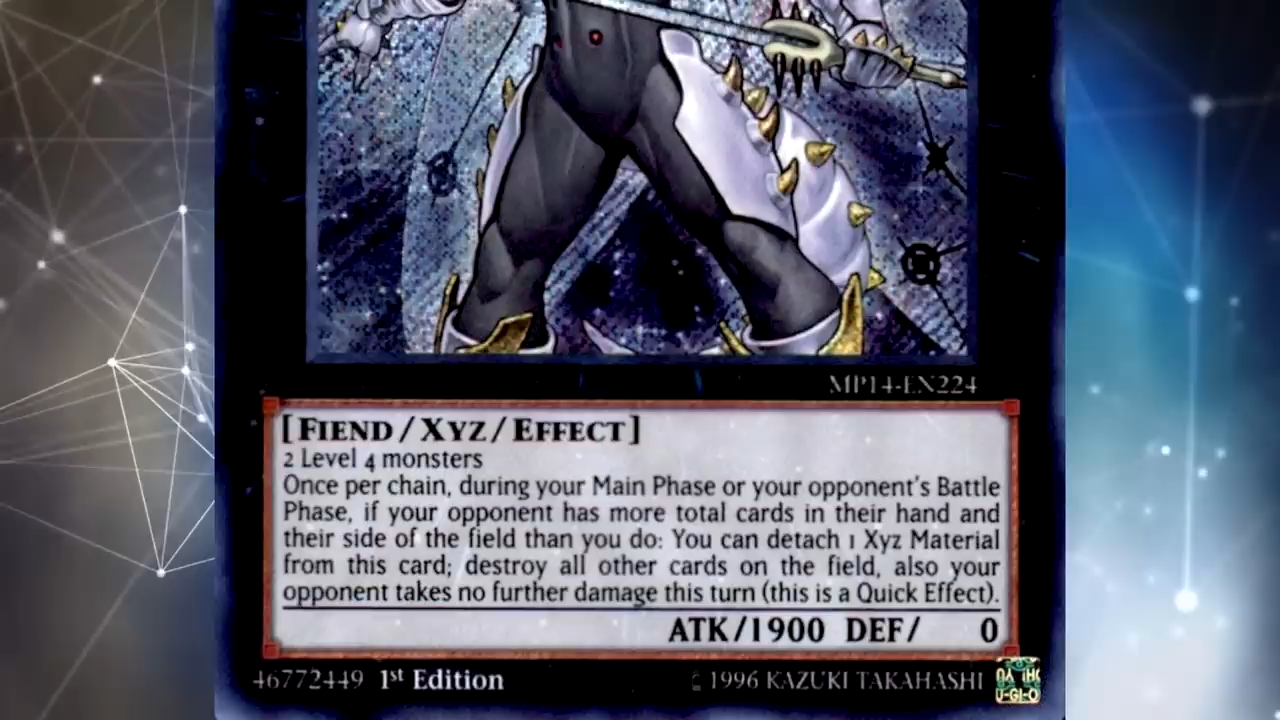 MP14-EN224
[FIEND/XYZ/EFFECT]
2 Level 4 monsters
Once per chain, during your Main Phase or your opponent's Battle
Phase, if your opponent has more total cards in their hand and
their side of the field than you do: You can detach 1 Xyz Material
from this card; destroy all other cards on the field, also your
opponent takes no further damage this turn (this is a Quick Effect).
ATK/1900 DEF/ 0
46772449 1st Edition
1996 KAZUKI TAKAHASHI